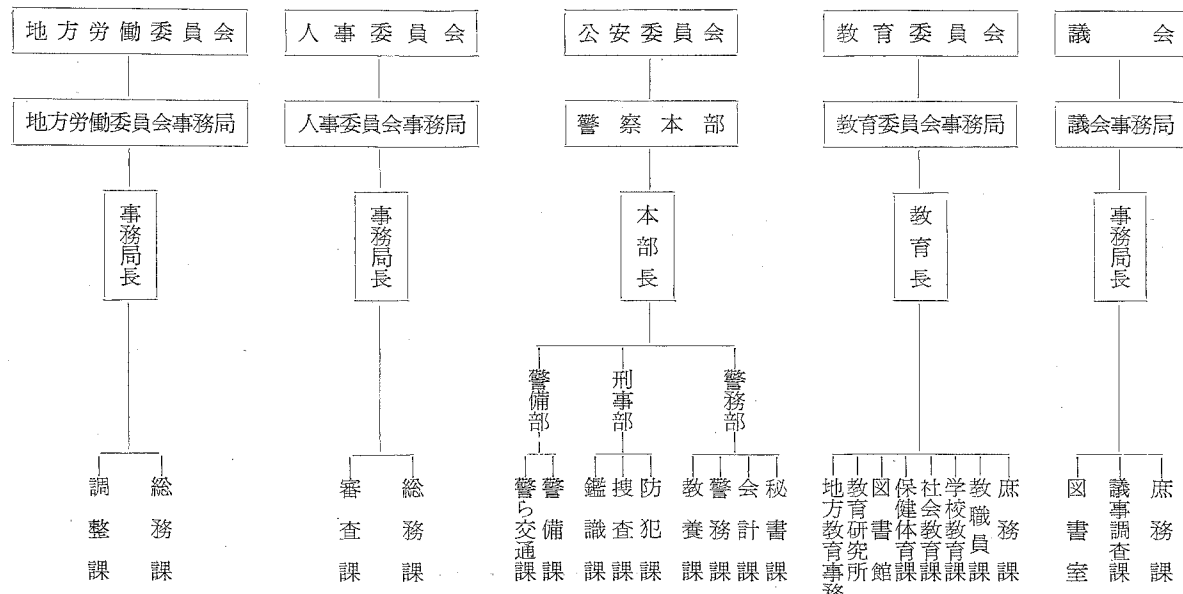 議会
議会事務局
事務局長
庶務課
議事調査課
図書室
教育委員会
教育委員会事務局
教育長
庶務課
教職員課
学校教育課
社会教育課
保健体育課
図書館
教育研究所
地方教育事務
公安委員会
警察本部
本部長
警務部
秘書課
会計課
警務課
教養課
刑事部
防犯課
捜査課
鑑識課
警備部
警備課
警ら交通課
人事委員会
人事委員会事務局
事務局長
総務課
審査課
地方労働委員会
地方労働委員会事務局
事務局長
総務課
調整課